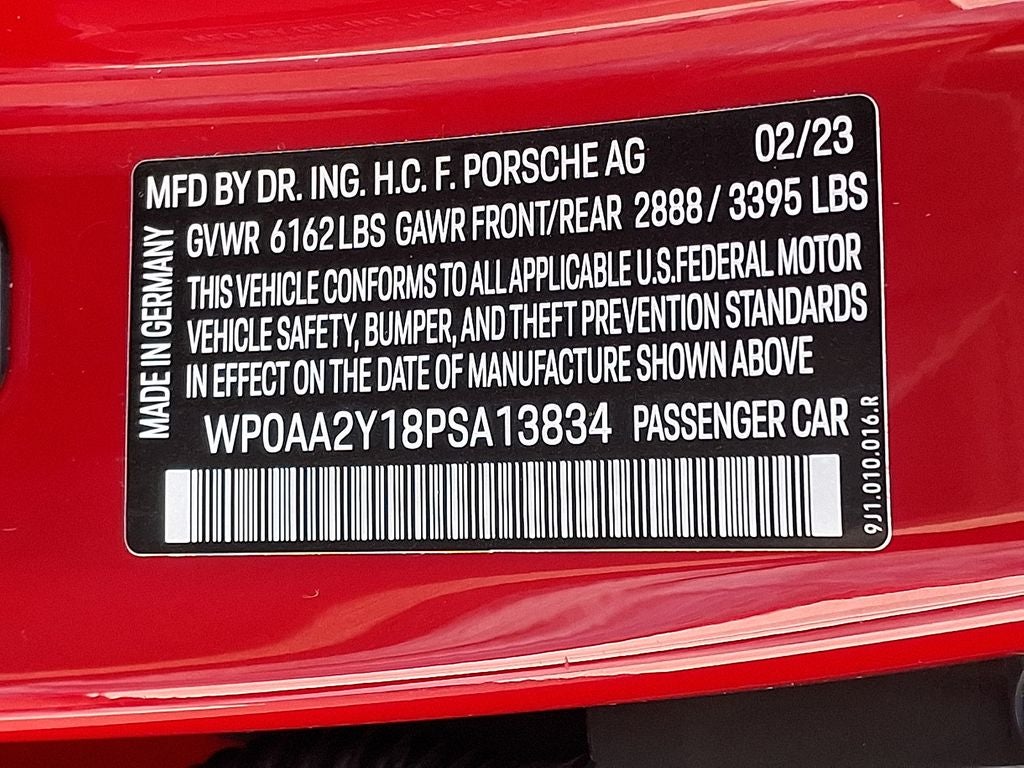 MFD BY DR. ING. H.C. F. PORSCHE AG 02/23
GVWR 6162 LBS GAWR FRONT/REAR 2888 / 3395 LBS
THIS VEHICLE CONFORMS TO ALL APPLICABLE U.S. FEDERAL MOTOR
VEHICLE SAFETY, BUMPER, AND THEFT PREVENTION STANDARDS
IN EFFECT ON THE DATE OF MANUFACTURE SHOWN ABOVE
WP0AA2Y18PSA13834 PASSENGER CAR
MADE IN GERMANY
9J1.010.016.R